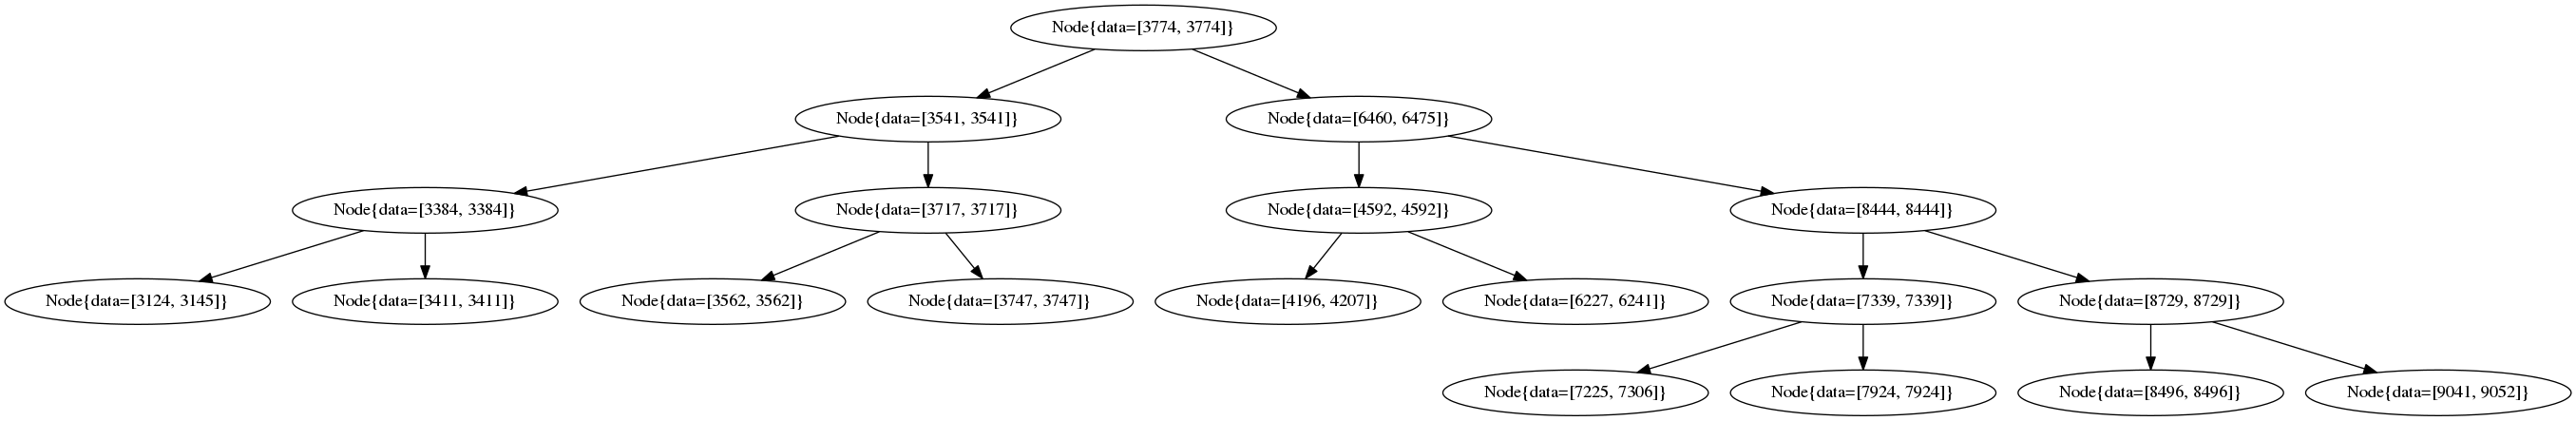 Node{data=[3774, 3774]}
Node{data=[3541, 3541]}
Node{data=[6460, 6475]}
Node{data=[3384, 3384]}
Node{data=[3717, 3717]}
Node{data=[4592, 4592]}
Node{data=[8444, 8444]}
Node{data=[3124, 3145]}
Node{data=[3411, 3411]}
Node{data=[3562, 3562]}
Node{data=[3747, 3747]}
Node{data=[4196, 4207]}
Node{data=[6227, 6241]}
Node{data=[7339, 7339]}
Node{data=[8729, 8729]}
Node{data=[7225, 7306]}
Node{data=[7924, 7924]}
Node{data=[8496, 8496]}
Node{data=[9041, 9052]}